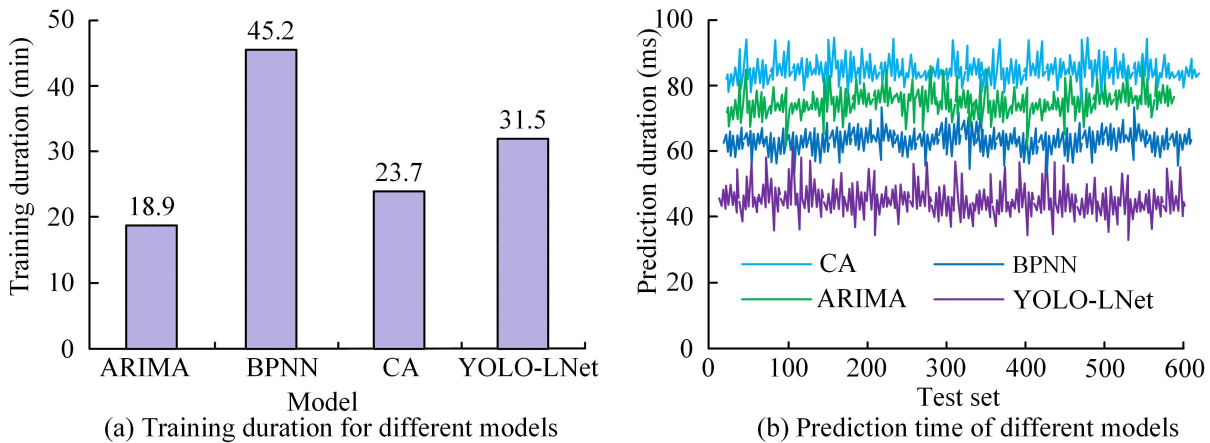 Training duration (min)
50
40
30
20
10
0
18.9
45.2
23.7
31.5
ARIMA BPNN CA YOLO-LNet
Model
(a) Training duration for different models
Prediction duration (ms)
100
80
60
40
20
0
CA BPNN
ARIMA YOLO-LNet
0 100 200 300 400 500 600
Test set
(b) Prediction time of different models